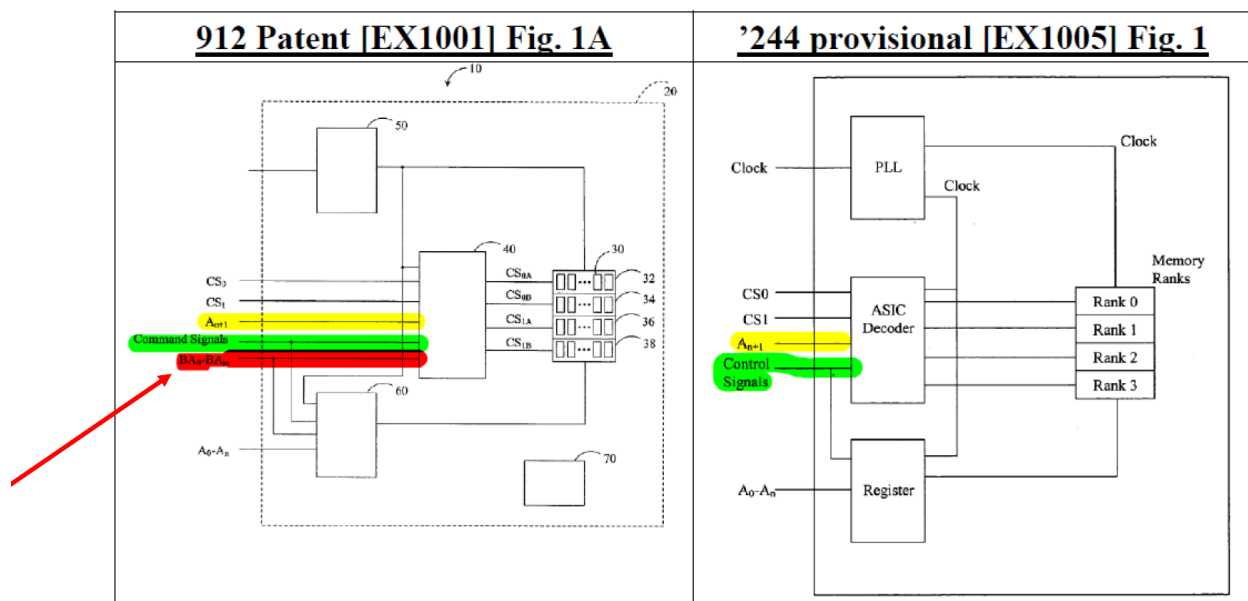 912 Patent [EX1001] Fig. 1A
10
20
50
40
30
CS₀
CS₀A
32
CS₁
CS₀B
34
Aₙ₊₁
CS₁A
36
Command Signals
CS₁B
38
BA₀-BAₘ
60
A₀-Aₙ
70
’244 provisional [EX1005] Fig. 1
Clock
Clock
PLL
Clock
Memory
Ranks
CS0
CS1
ASIC
Decoder
Rank 0
Rank 1
Aₙ₊₁
Rank 2
Control
Signals
Rank 3
A₀-Aₙ
Register